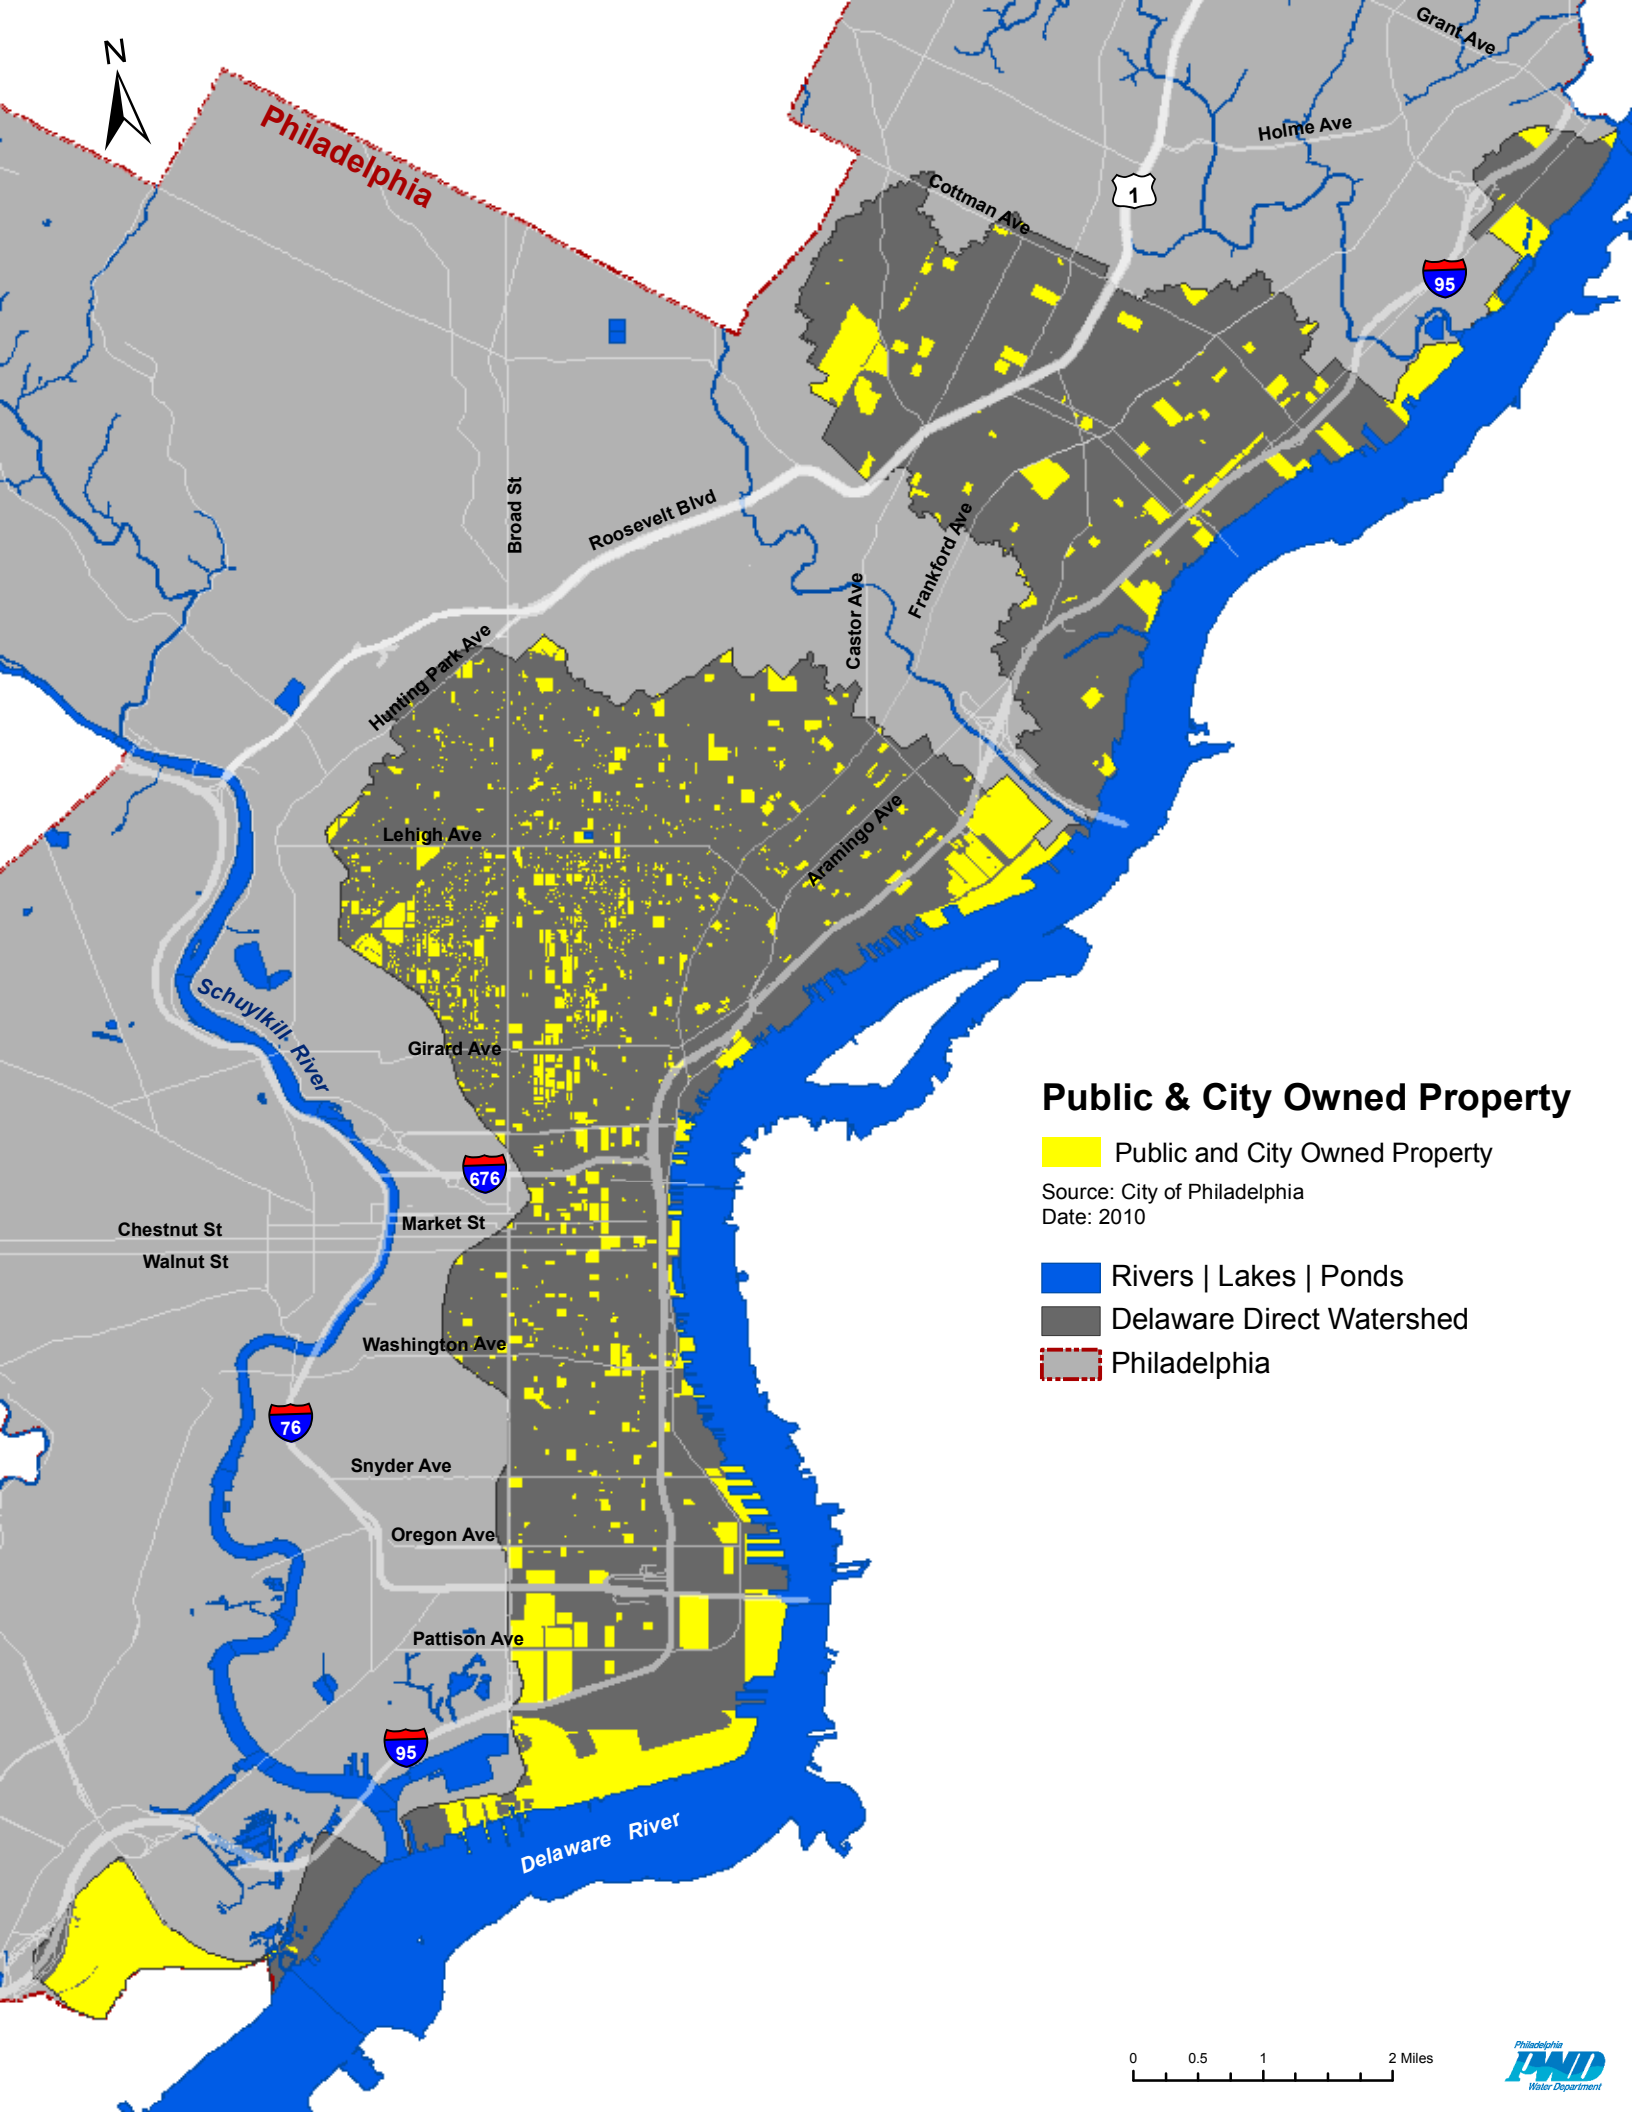 N
Philadelphia
Grant Ave
Holme Ave
Cottman Ave
1
95
Broad St
Roosevelt Blvd
Frankford Ave
Castor Ave
Hunting Park Ave
Lehigh Ave
Aramingo Ave
Schuylkill River
Girard Ave
676
Chestnut St
Market St
Walnut St
Washington Ave
76
Snyder Ave
Oregon Ave
Pattison Ave
95
Delaware River
Public & City Owned Property
Public and City Owned Property
Source: City of Philadelphia
Date: 2010
Rivers | Lakes | Ponds
Delaware Direct Watershed
Philadelphia
0 0.5 1 2 Miles
Philadelphia
PWD
Water Department